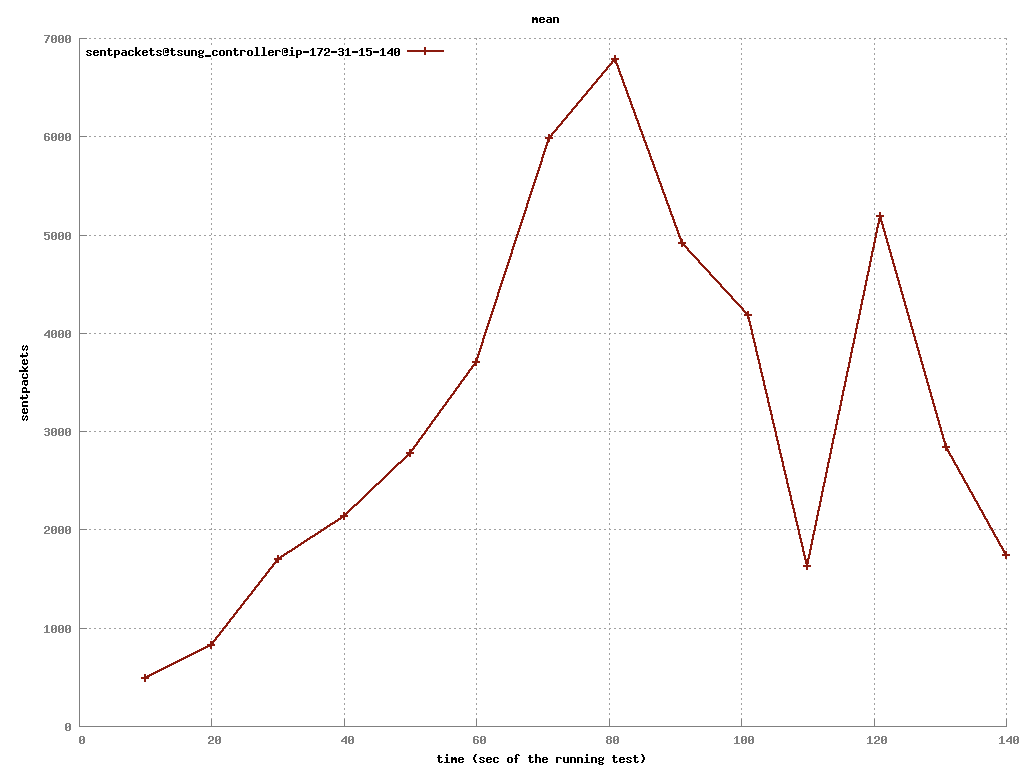 mean
7000
sentpackets@tsung_controller@ip-172-31-15-140
6000
5000
4000
sentpackets
3000
2000
1000
0
0 20 40 60 80 100 120 140
time (sec of the running test)